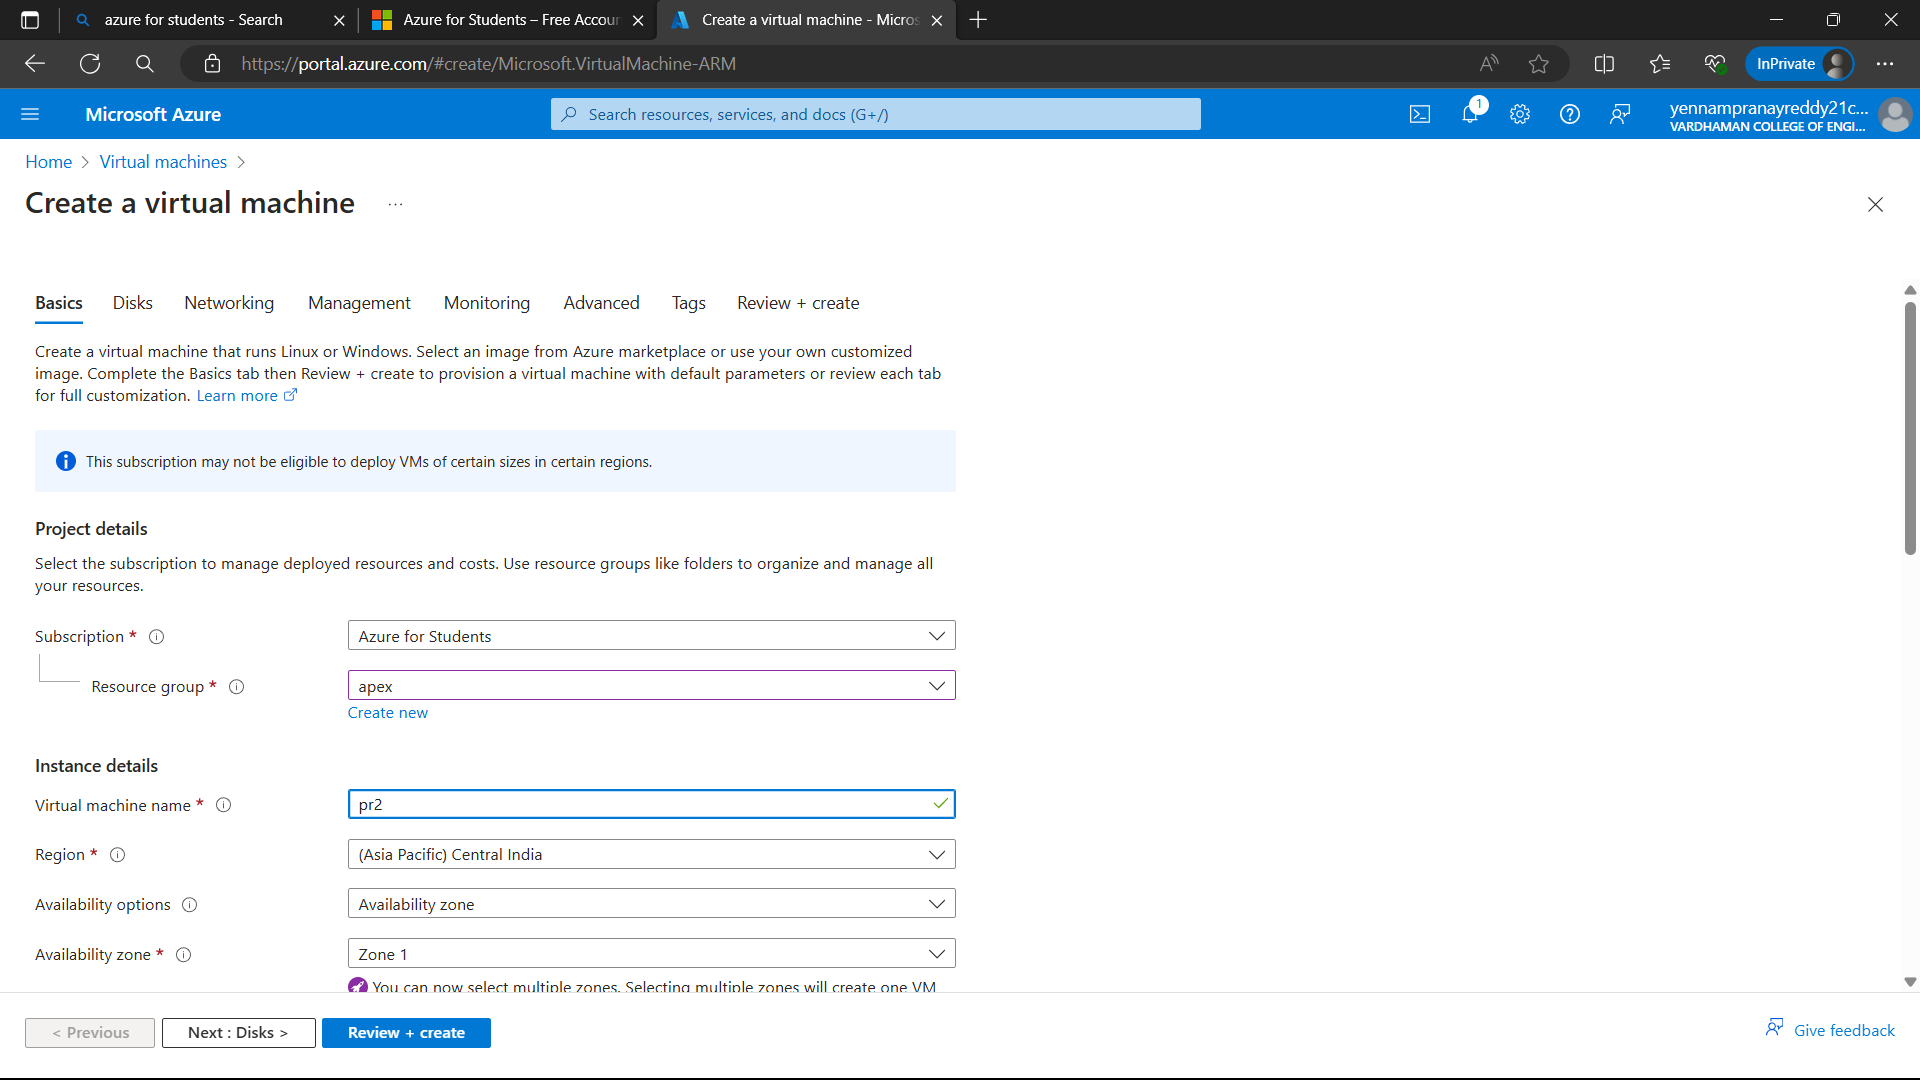 azure for students - Search
Azure for Students – Free Accoun
Create a virtual machine - Micros
https://portal.azure.com/#create/Microsoft.VirtualMachine-ARM
InPrivate
Microsoft Azure
Search resources, services, and docs (G+/)
1
yennampranayreddy21c...
VARDHAMAN COLLEGE OF ENGI...
Home > Virtual machines >
Create a virtual machine ...
Basics Disks Networking Management Monitoring Advanced Tags Review + create
Create a virtual machine that runs Linux or Windows. Select an image from Azure marketplace or use your own customized
image. Complete the Basics tab then Review + create to provision a virtual machine with default parameters or review each tab
for full customization. Learn more
This subscription may not be eligible to deploy VMs of certain sizes in certain regions.
Project details
Select the subscription to manage deployed resources and costs. Use resource groups like folders to organize and manage all
your resources.
Subscription * Azure for Students
Resource group * apex
Create new
Instance details
Virtual machine name * pr2
Region * (Asia Pacific) Central India
Availability options Availability zone
Availability zone * Zone 1
You can now select multiple zones. Selecting multiple zones will create one VM
< Previous Next : Disks > Review + create Give feedback